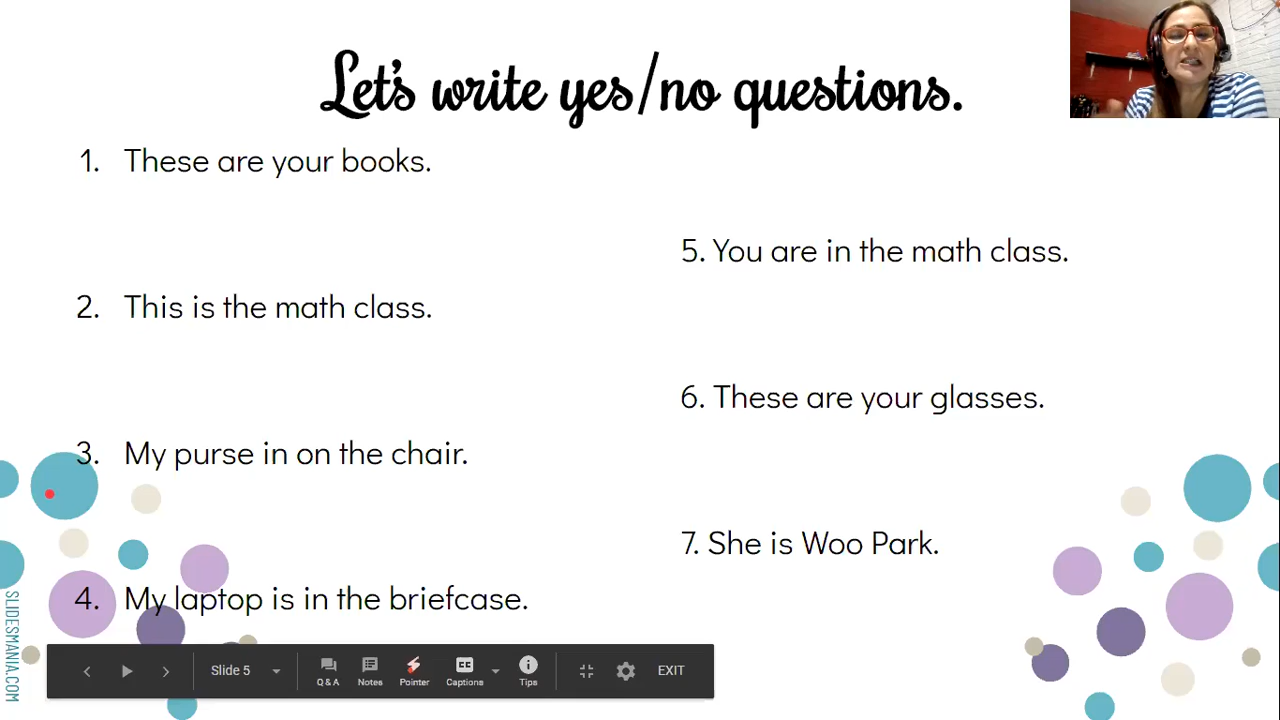 Let's write yes/no questions.
1. These are your books.
2. This is the math class.
3. My purse in on the chair.
4. My laptop is in the briefcase.
5. You are in the math class.
6. These are your glasses.
7. She is Woo Park.
SLIDESMANIA.COM
Slide 5
Q & A
Notes
Pointer
CC
Captions
Tips
EXIT